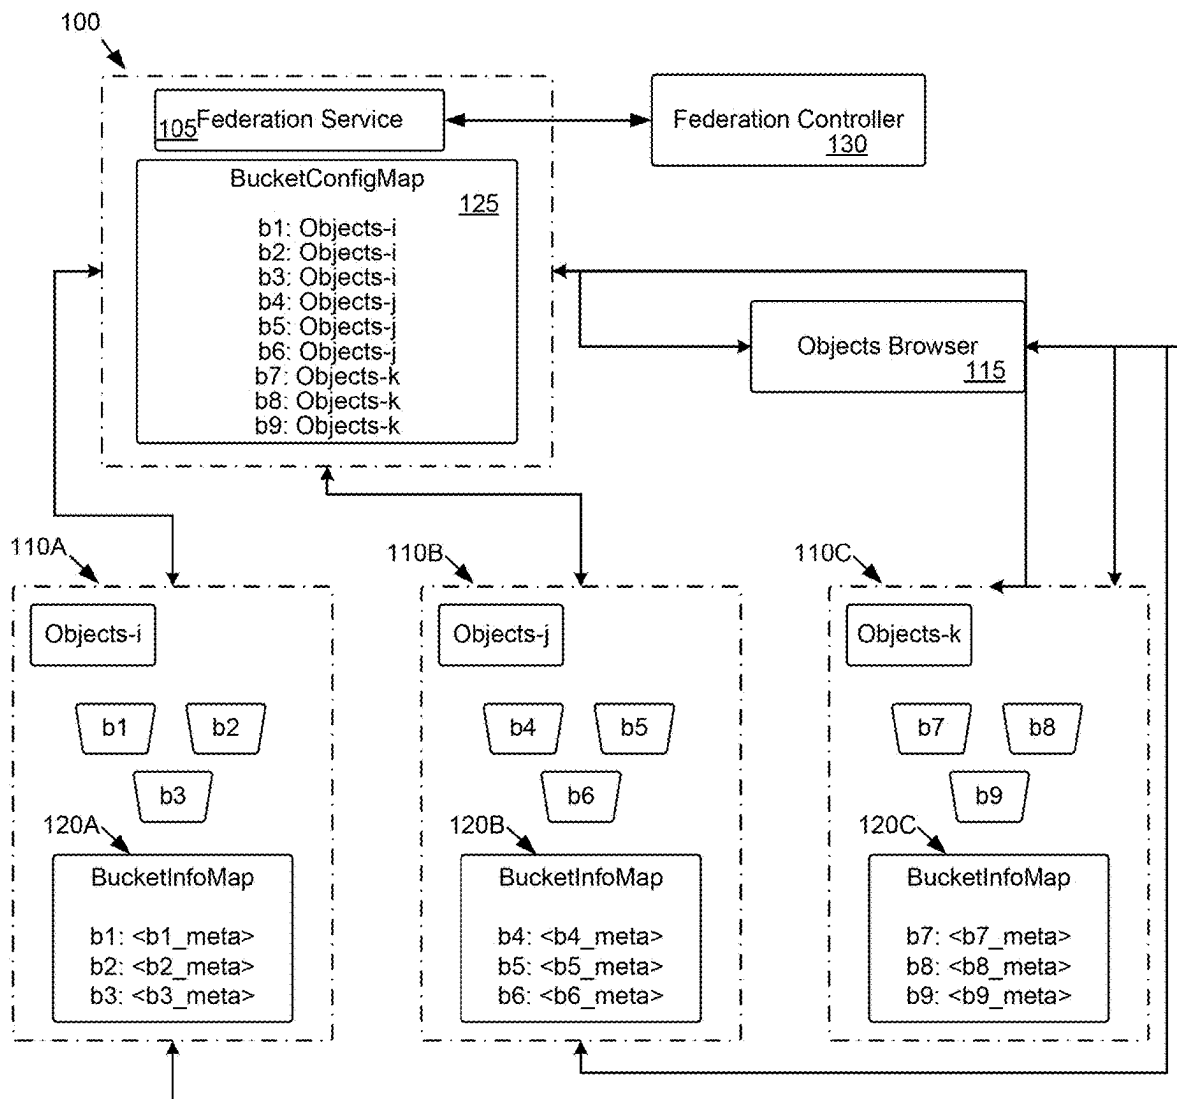 100
105 Federation Service
Federation Controller
130
BucketConfigMap
125
b1: Objects-i
b2: Objects-i
b3: Objects-i
b4: Objects-j
b5: Objects-j
b6: Objects-j
b7: Objects-k
b8: Objects-k
b9: Objects-k
Objects Browser
115
110A
Objects-i
b1 b2
b3
120A
BucketInfoMap
b1: <b1_meta>
b2: <b2_meta>
b3: <b3_meta>
110B
Objects-j
b4 b5
b6
120B
BucketInfoMap
b4: <b4_meta>
b5: <b5_meta>
b6: <b6_meta>
110C
Objects-k
b7 b8
b9
120C
BucketInfoMap
b7: <b7_meta>
b8: <b8_meta>
b9: <b9_meta>